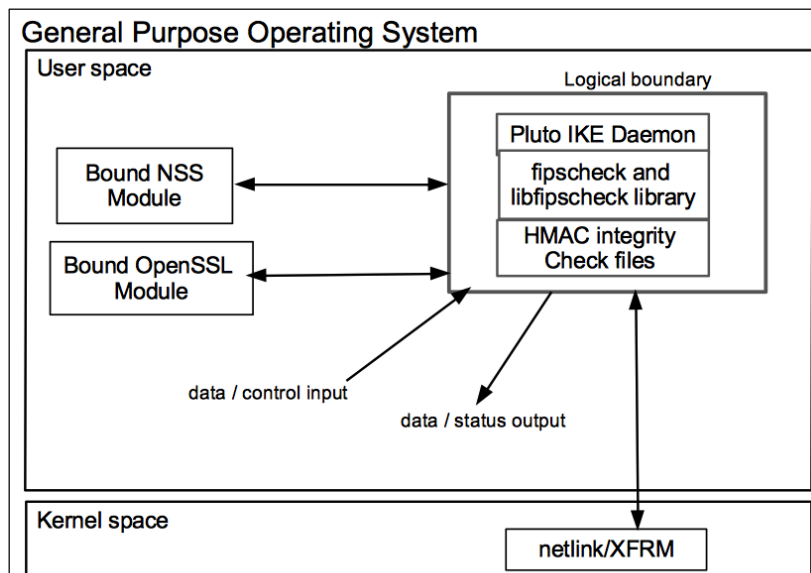 General Purpose Operating System
User space
Logical boundary
Pluto IKE Daemon
fipscheck and
libfipscheck library
HMAC integrity
Check files
Bound NSS
Module
Bound OpenSSL
Module
data / control input
data / status output
Kernel space
netlink/XFRM